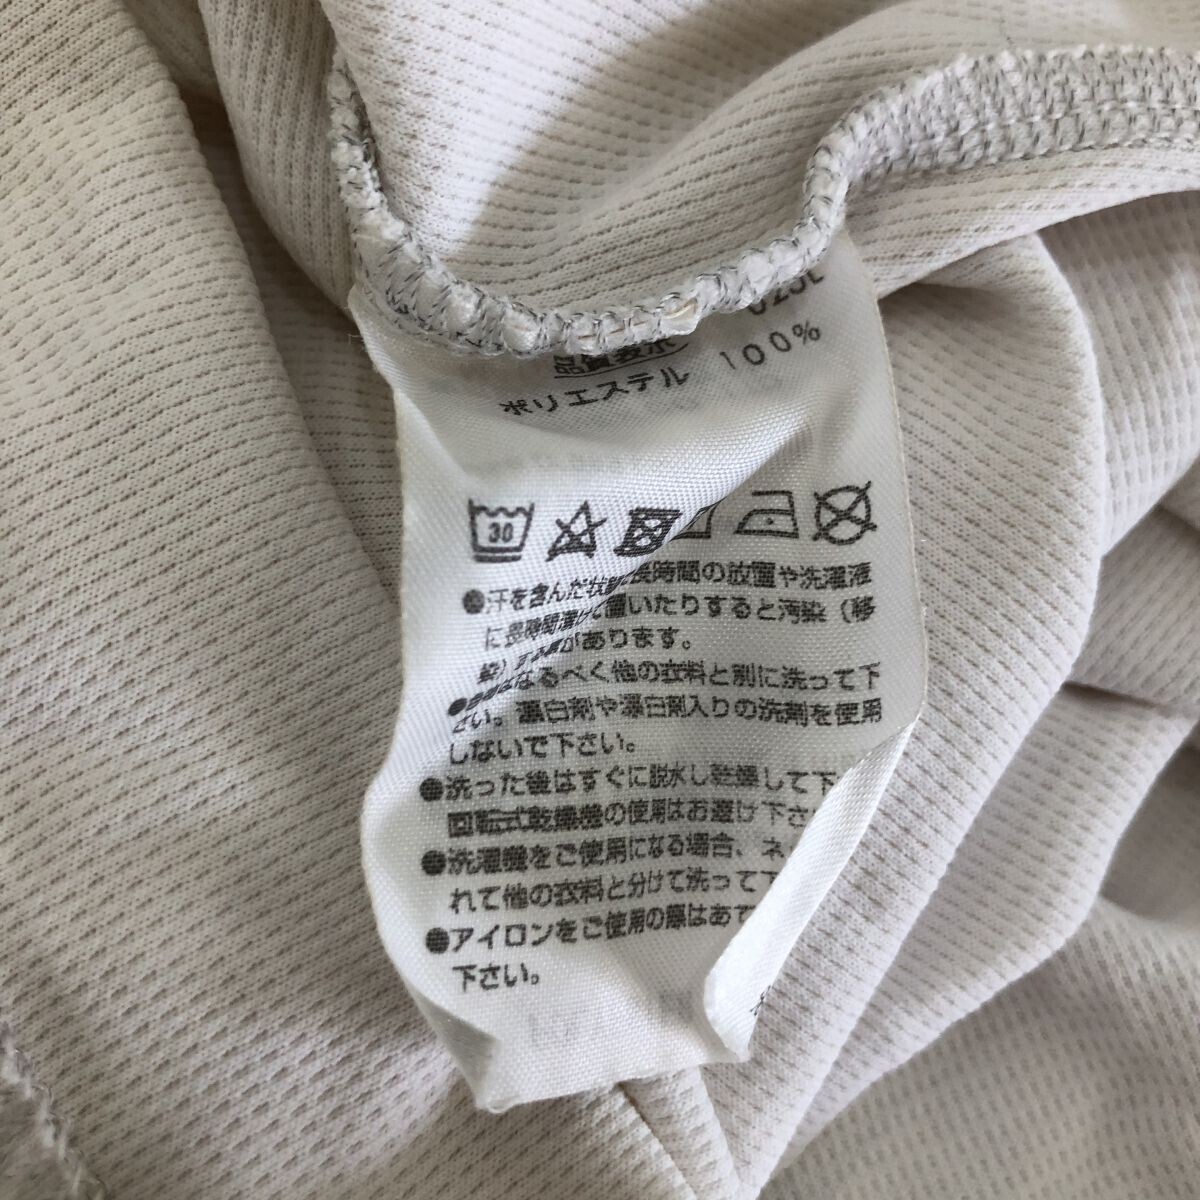 品質表示
ポリエステル 100%
30
●汗を含んだ状態 長時間の放置や洗濯液
に長時間漬けて置いたりすると汚染(移
染) があります。
● なるべく他の衣料と別に洗って下
さい。漂白剤や漂白剤入りの洗剤を使用
しないで下さい。
●洗った後はすぐに脱水し乾燥して下
回転式乾燥機の使用はお避け下さ
●洗濯機をご使用になる場合、ネ
れて他の衣料と分けて洗って下
●アイロンをご使用の際はあて
下さい。